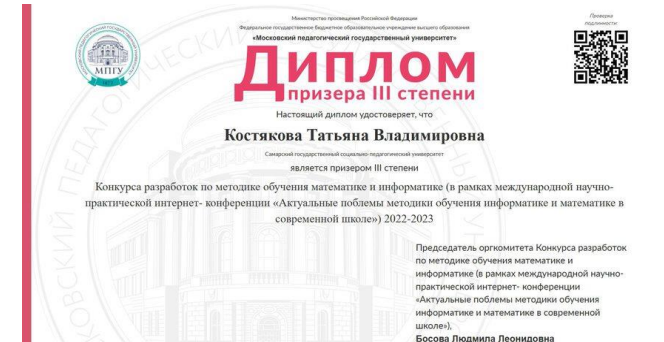 Министерство просвещения Российской Федерации
Федеральное государственное бюджетное образовательное учреждение высшего образования
«Московский педагогический государственный университет»
Проверка
подлинности:
МПГУ
ДИПЛОМ
призера III степени
Настоящий диплом удостоверяет, что
Костякова Татьяна Владимировна
Самарский государственный социально-педагогический университет
является призером III степени
Конкурса разработок по методике обучения математике и информатике (в рамках международной научно-
практической интернет- конференции «Актуальные поблемы методики обучения информатике и математике в
современной школе») 2022-2023
Председатель оргкомитета Конкурса разработок
по методике обучения математике и
информатике (в рамках международной научно-
практической интернет- конференции
«Актуальные поблемы методики обучения
информатике и математике в современной
школе»),
Босова Людмила Леонидовна